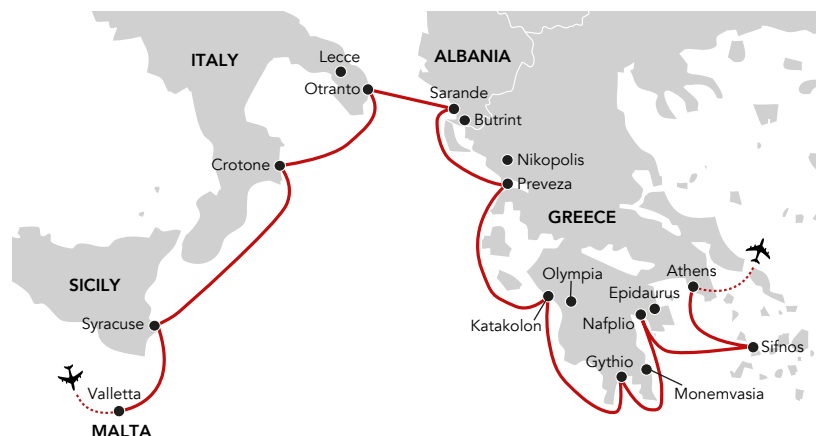 ITALY
Lecce
Otranto
ALBANIA
Sarande
Butrint
Crotone
Nikopolis
Preveza
GREECE
SICILY
Olympia
Athens
Epidaurus
Syracuse
Katakolon
Nafplio
Sifnos
Gythio
Valletta
Monemvasia
MALTA